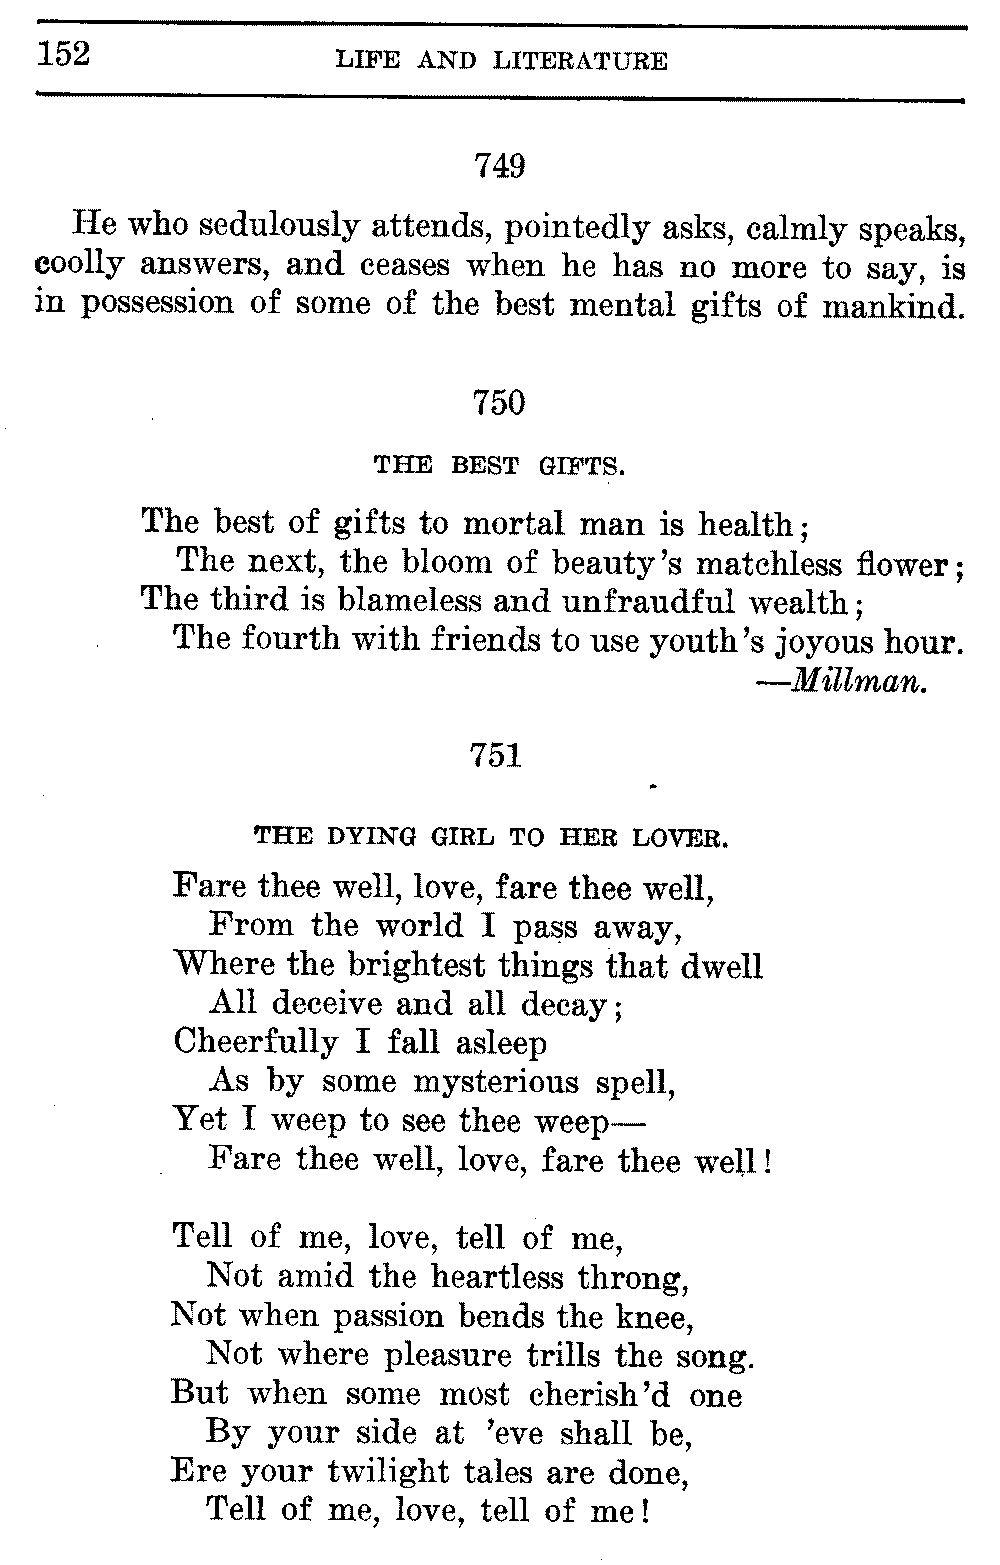 152 LIFE AND LITERATURE
749
He who sedulously attends, pointedly asks, calmly speaks,
coolly answers, and ceases when he has no more to say, is
in possession of some of the best mental gifts of mankind.
750
THE BEST GIFTS.
The best of gifts to mortal man is health;
The next, the bloom of beauty's matchless flower;
The third is blameless and unfraudful wealth;
The fourth with friends to use youth's joyous hour.
—Millman.
751
THE DYING GIRL TO HER LOVER.
Fare thee well, love, fare thee well,
From the world I pass away,
Where the brightest things that dwell
All deceive and all decay;
Cheerfully I fall asleep
As by some mysterious spell,
Yet I weep to see thee weep—
Fare thee well, love, fare thee well!
Tell of me, love, tell of me,
Not amid the heartless throng,
Not when passion bends the knee,
Not where pleasure trills the song.
But when some most cherish'd one
By your side at 'eve shall be,
Ere your twilight tales are done,
Tell of me, love, tell of me!